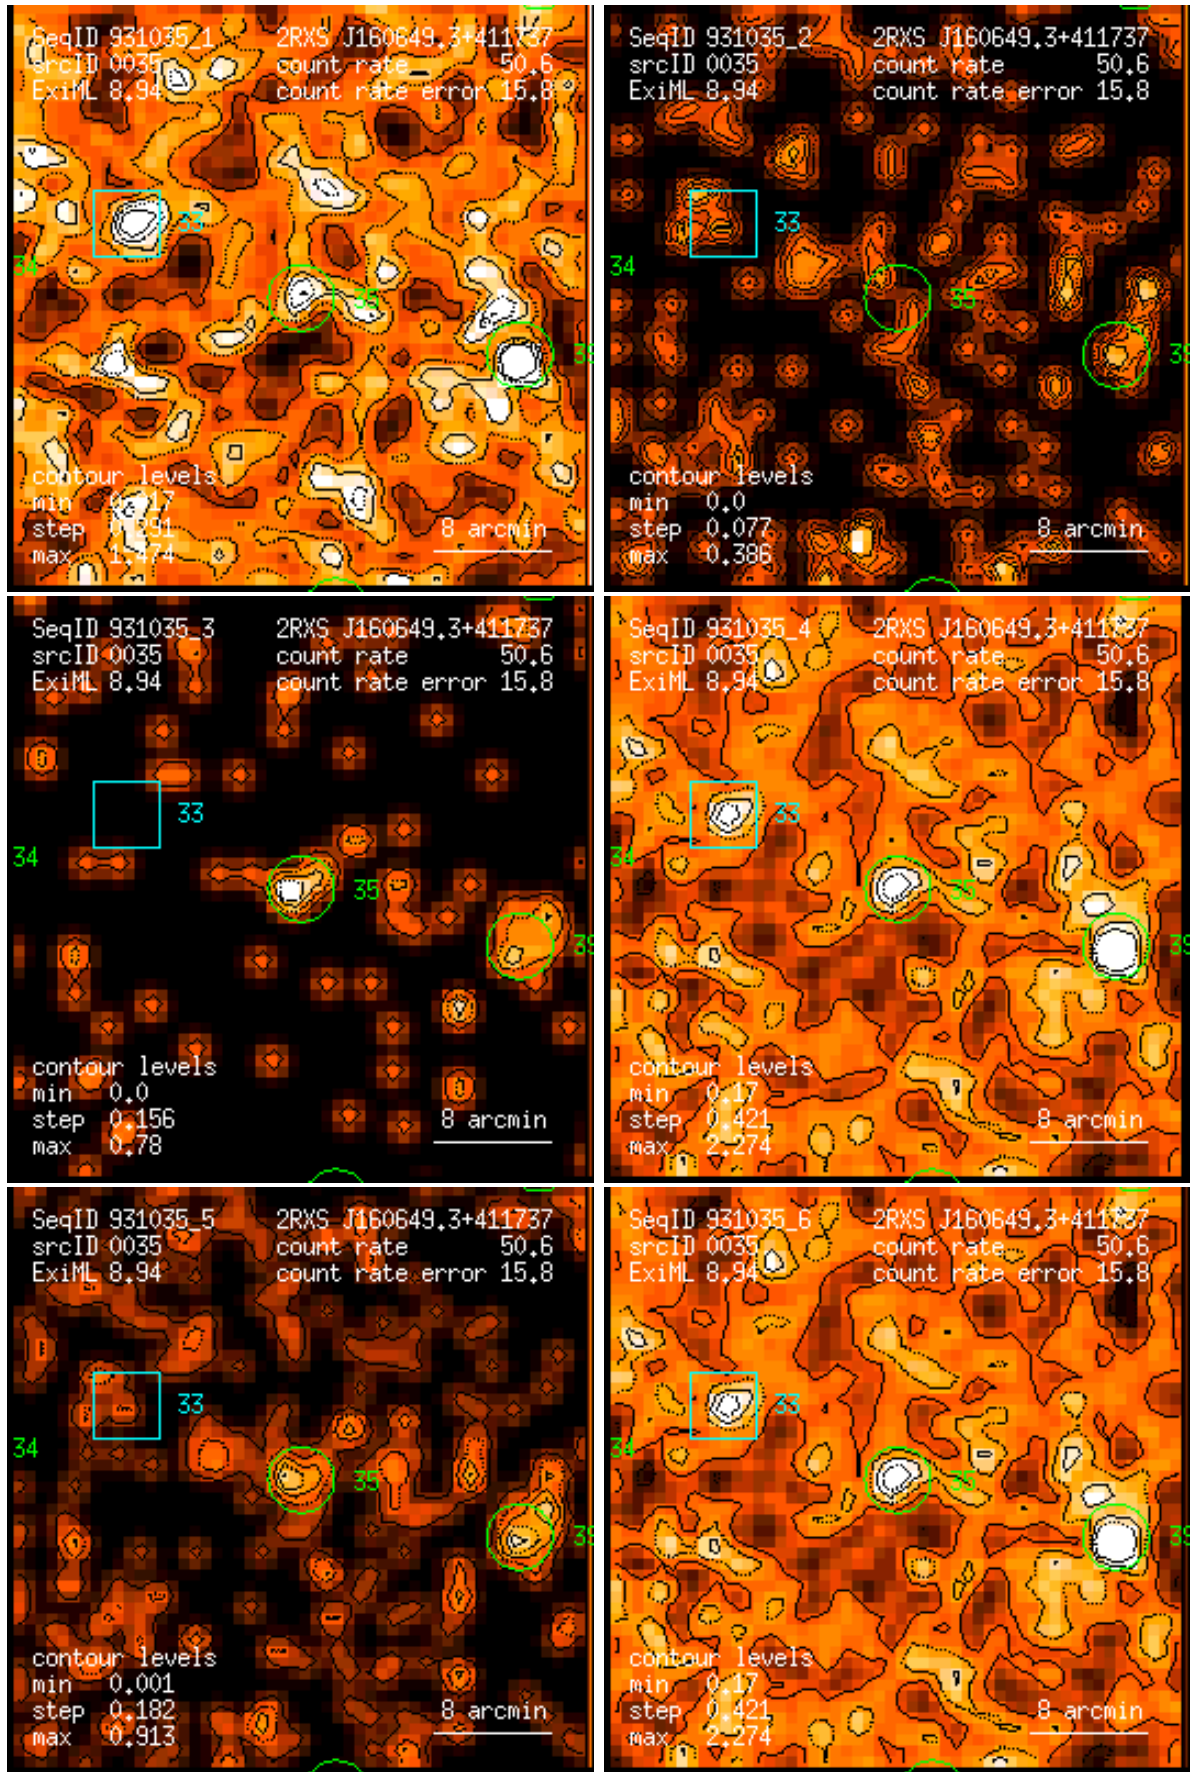 SeqID 931035_1 2RXS J160649.3+411737
srcID 0035 count rate 50.6
ExiML 8.94 count rate error 15.8
33
34
35
39
contour levels
min 0.017
step 0.291
max 1.474
8 arcmin
SeqID 931035_2 2RXS J160649.3+411737
srcID 0035 count rate 50.6
ExiML 8.94 count rate error 15.8
33
34
35
39
contour levels
min 0.0
step 0.077
max 0.386
8 arcmin
SeqID 931035_3 2RXS J160649.3+411737
srcID 0035 count rate 50.6
ExiML 8.94 count rate error 15.8
33
34
35
39
contour levels
min 0.0
step 0.156
max 0.78
8 arcmin
SeqID 931035_4 2RXS J160649.3+411737
srcID 0035 count rate 50.6
ExiML 8.94 count rate error 15.8
33
34
35
39
contour levels
min 0.17
step 0.421
max 2.274
8 arcmin
SeqID 931035_5 2RXS J160649.3+411737
srcID 0035 count rate 50.6
ExiML 8.94 count rate error 15.8
33
34
35
39
contour levels
min 0.001
step 0.182
max 0.913
8 arcmin
SeqID 931035_6 2RXS J160649.3+411737
srcID 0035 count rate 50.6
ExiML 8.94 count rate error 15.8
33
34
35
39
contour levels
min 0.17
step 0.421
max 2.274
8 arcmin